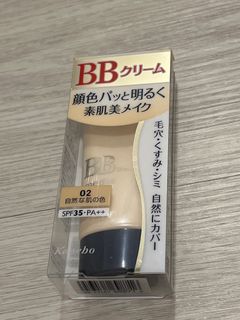 BBクリーム
顔色パッと明るく
素肌美メイク
毛穴・くすみ・シミ 自然にカバー
BB
02
自然な肌の色
SPF35・PA++